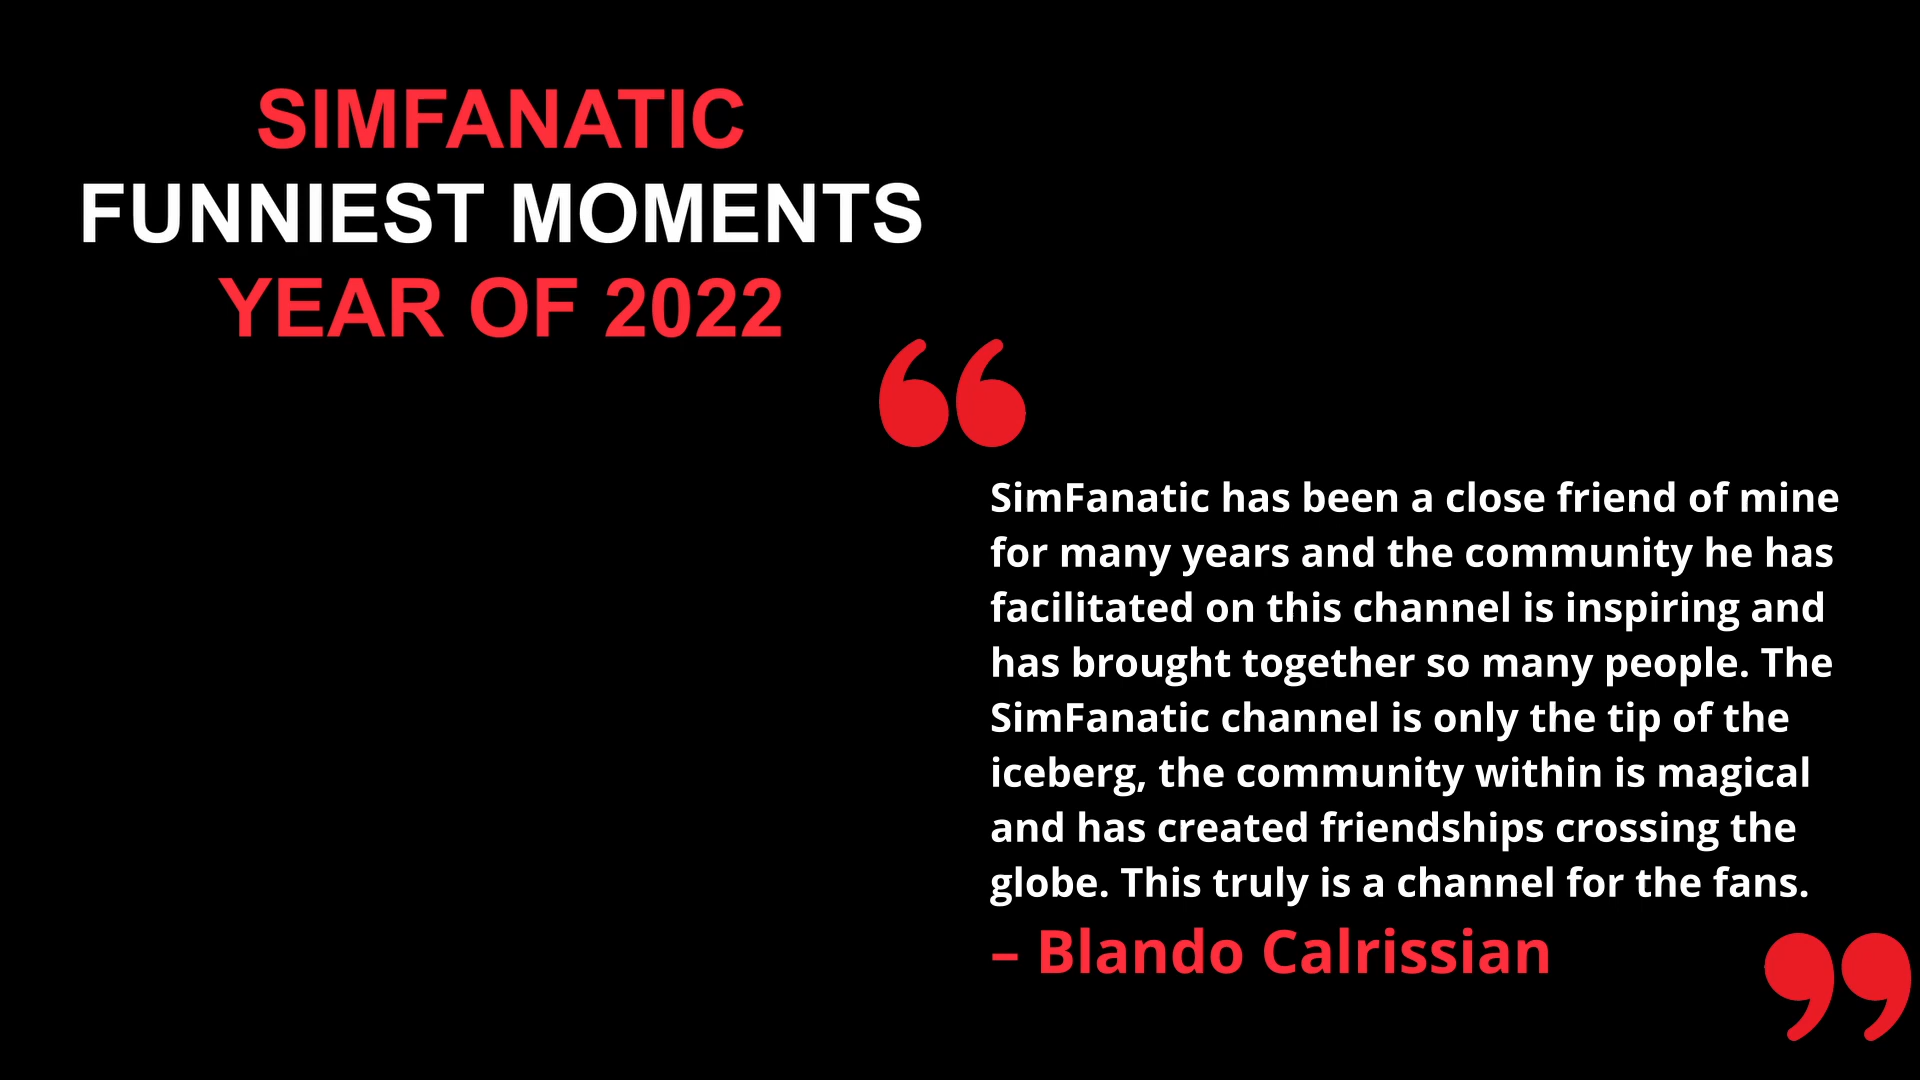 SIMFANATIC
FUNNIEST MOMENTS
YEAR OF 2022
“
SimFanatic has been a close friend of mine
for many years and the community he has
facilitated on this channel is inspiring and
has brought together so many people. The
SimFanatic channel is only the tip of the
iceberg, the community within is magical
and has created friendships crossing the
globe. This truly is a channel for the fans.
– Blando Calrissian
”